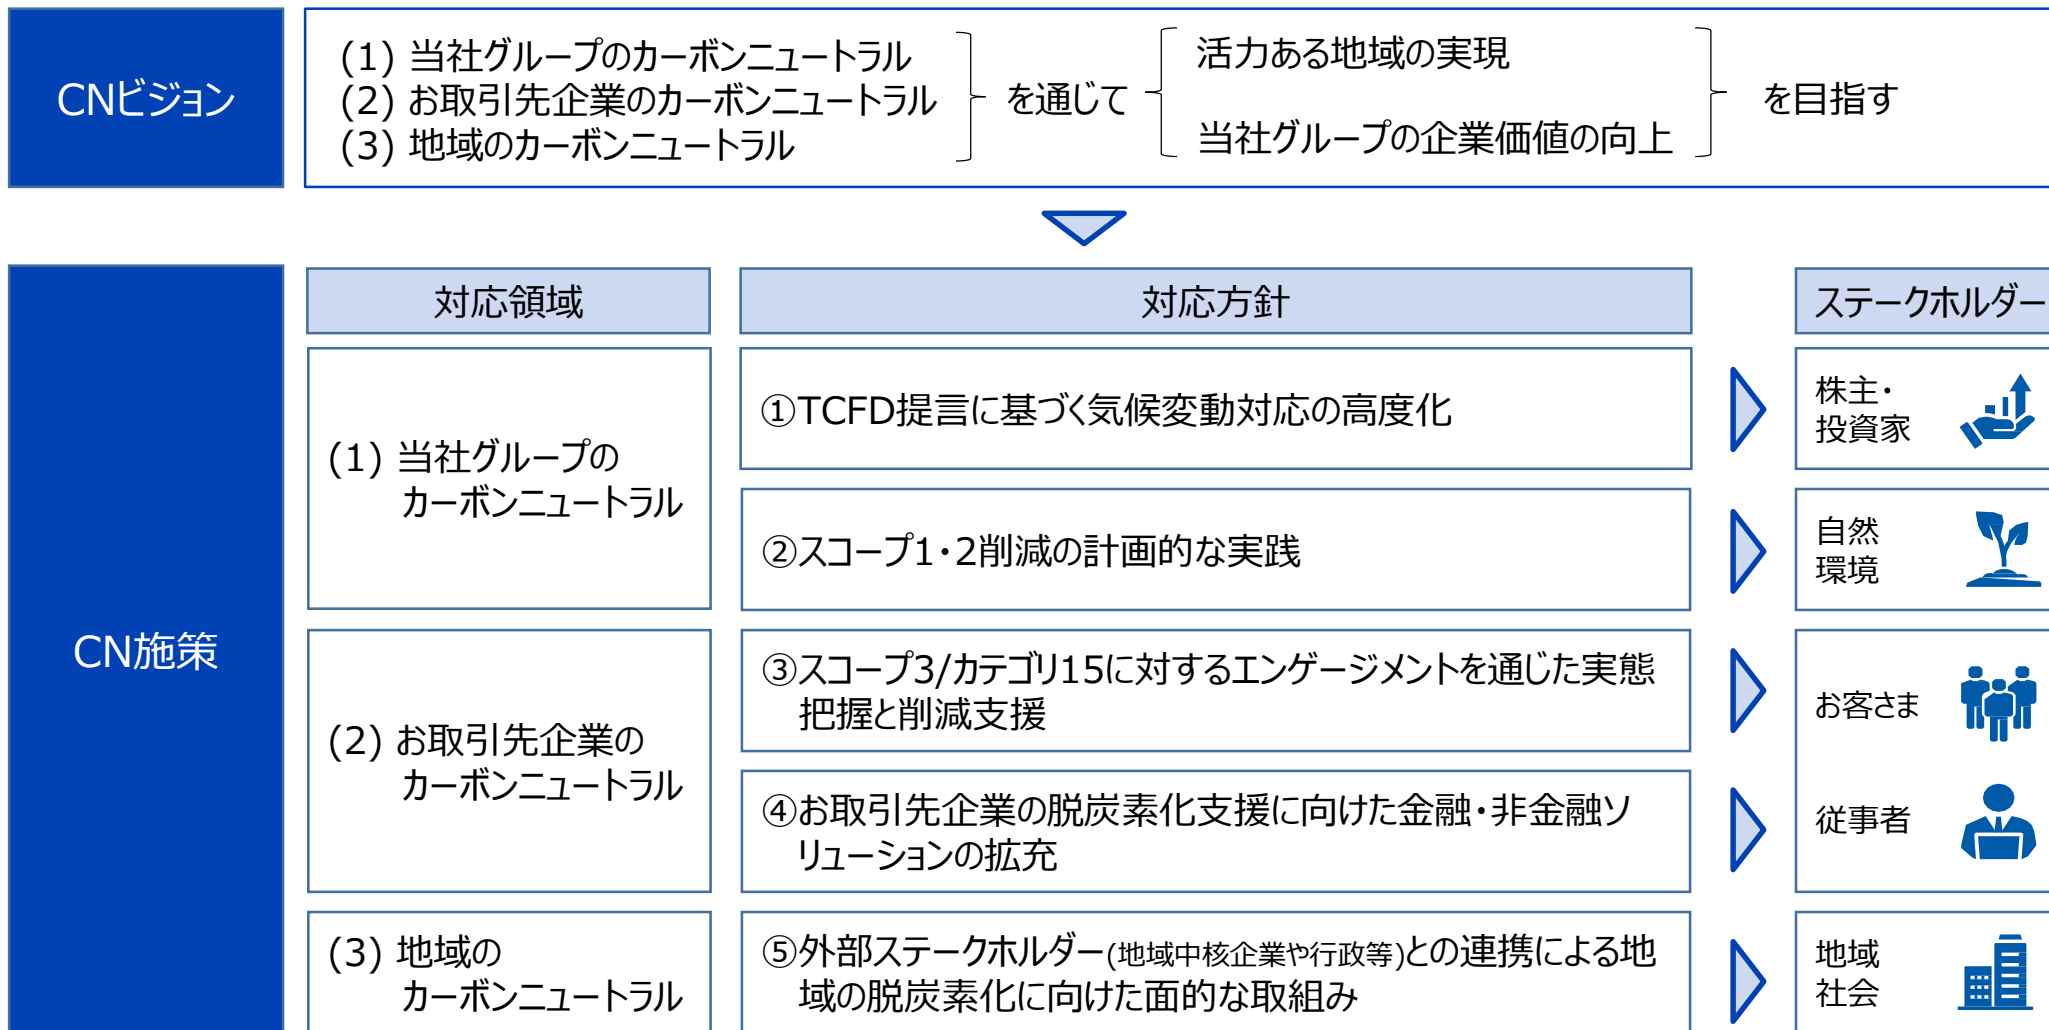 CNビジョン
(1) 当社グループのカーボンニュートラル
(2) お取引先企業のカーボンニュートラル
(3) 地域のカーボンニュートラル
を通じて
活力ある地域の実現
当社グループの企業価値の向上
を目指す
CN施策
対応領域
対応方針
ステークホルダー
(1) 当社グループの
カーボンニュートラル
①TCFD提言に基づく気候変動対応の高度化
株主・
投資家
②スコープ1・2削減の計画的な実践
自然
環境
(2) お取引先企業の
カーボンニュートラル
③スコープ3/カテゴリ15に対するエンゲージメントを通じた実態
把握と削減支援
お客さま
④お取引先企業の脱炭素化支援に向けた金融・非金融ソ
リューションの拡充
従事者
(3) 地域の
カーボンニュートラル
⑤外部ステークホルダー(地域中核企業や行政等)との連携による地
域の脱炭素化に向けた面的な取組み
地域
社会